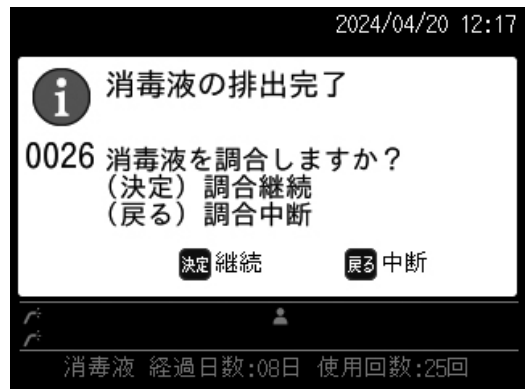 2024/04/20 12:17
消毒液の排出完了
0026 消毒液を調合しますか?
(決定) 調合継続
(戻る) 調合中断
決定 継続 戻る 中断
消毒液 経過日数:08日 使用回数:25回